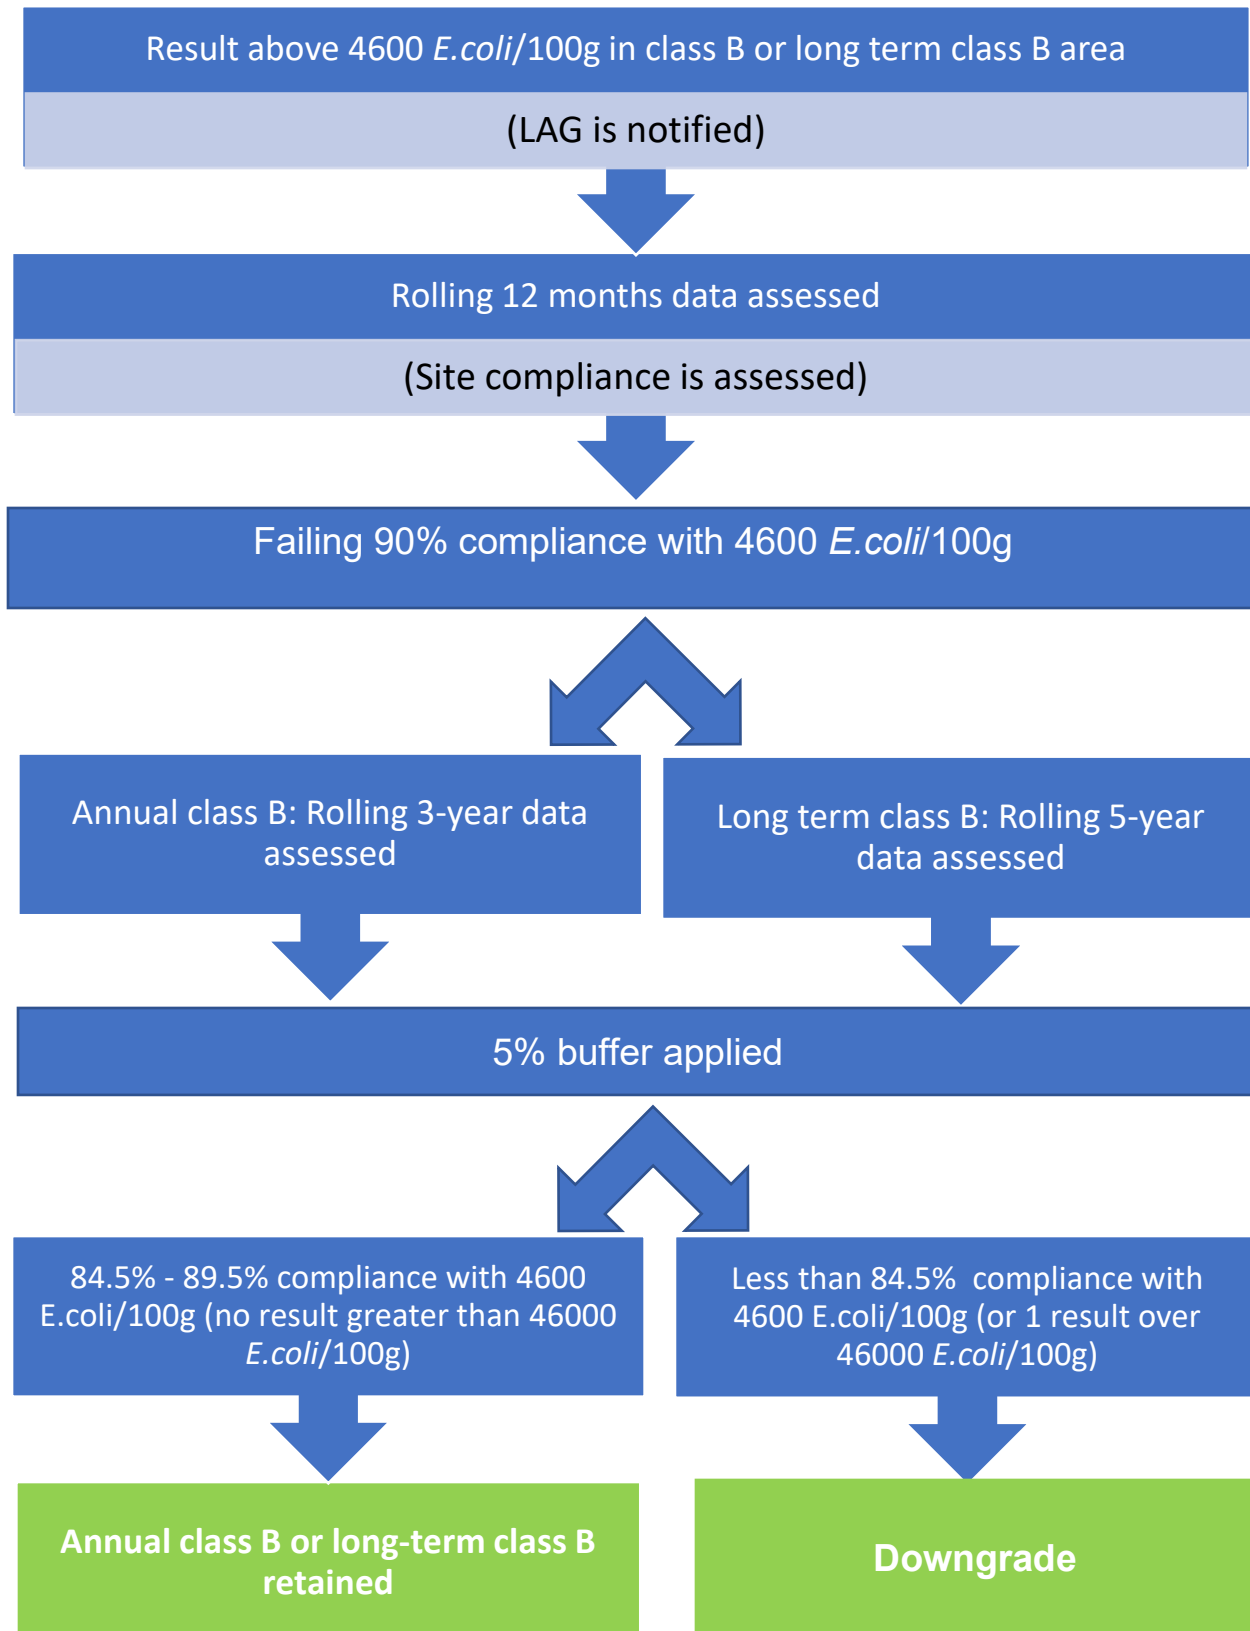 Result above 4600 E.coli/100g in class B or long term class B area
(LAG is notified)
Rolling 12 months data assessed
(Site compliance is assessed)
Failing 90% compliance with 4600 E.coli/100g
Annual class B: Rolling 3-year data
assessed
Long term class B: Rolling 5-year
data assessed
5% buffer applied
84.5% - 89.5% compliance with 4600
E.coli/100g (no result greater than 46000
E.coli/100g)
Less than 84.5%  compliance with
4600 E.coli/100g (or 1 result over
46000 E.coli/100g)
Annual class B or long-term class B
retained
Downgrade